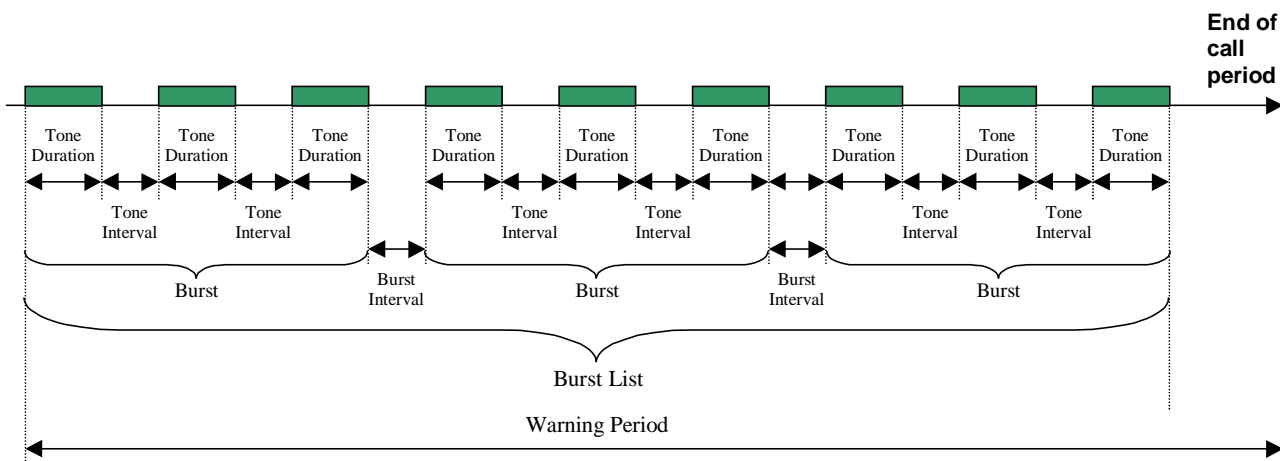 End of
call
period
Tone
Duration
Tone
Duration
Tone
Duration
Tone
Duration
Tone
Duration
Tone
Duration
Tone
Duration
Tone
Duration
Tone
Duration
Tone
Interval
Tone
Interval
Tone
Interval
Tone
Interval
Tone
Interval
Tone
Interval
Burst
Burst
Interval
Burst
Burst
Interval
Burst
Burst List
Warning Period